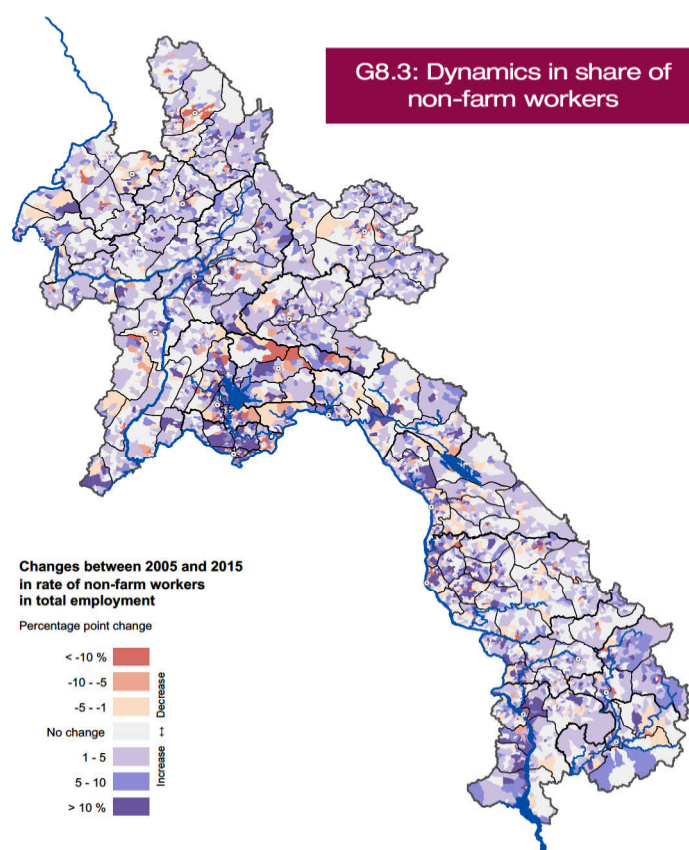 G8.3: Dynamics in share of
non-farm workers
Changes between 2005 and 2015
in rate of non-farm workers
in total employment
Percentage point change
< -10 %
-10 - -5
-5 - -1
No change
1 - 5
5 - 10
> 10 %
Decrease
↔
Increase